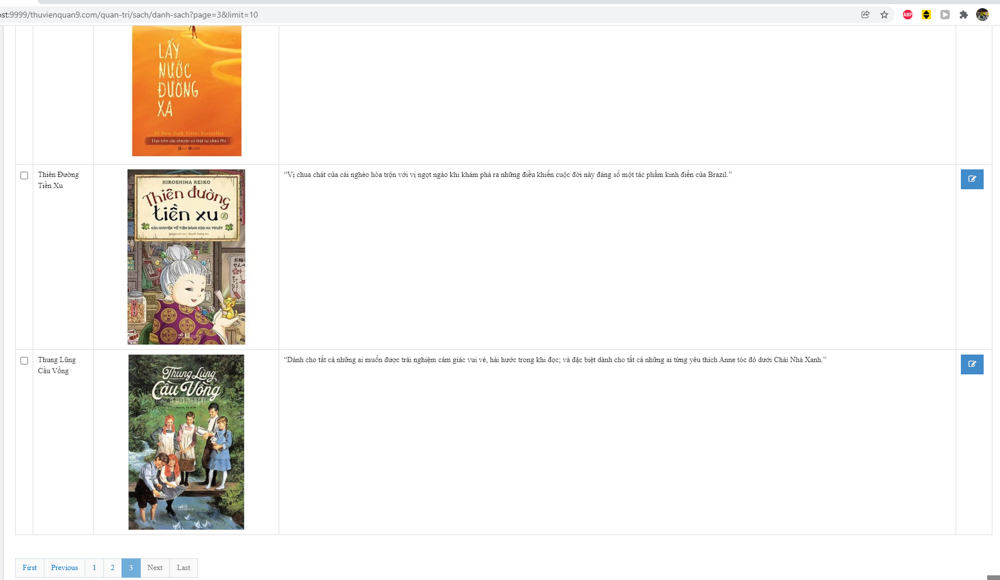 ost:9999/thuvienquan9.com/quan-tri/sach/danh-sach?page=3&limit=10
ABP
LẤY
NƯỚC
ĐƯỜNG
XA
#1 New York Times Bestseller
Dựa trên câu chuyện có thật tại châu Phi
Thiên Đường
Tiền Xu
HIROSHIMA REIKO
Thiên đường
tiền xu 2
CÂU CHUYỆN VỀ TIỆM BÁNH KẸO MA THUẬT
“Vị chua chát của cái nghèo hòa trộn với vị ngọt ngào khi khám phá ra những điều khiến cuộc đời này đáng số một tác phẩm kinh điển của Brazil.”
Thung Lũng
Cầu Vồng
Thung Lũng
Cầu Vồng
“Dành cho tất cả những ai muốn được trải nghiệm cảm giác vui vẻ, hài hước trong khi đọc; và đặc biệt dành cho tất cả những ai từng yêu thích Anne tóc đỏ dưới Chái Nhà Xanh.”
First Previous 1 2 3 Next Last